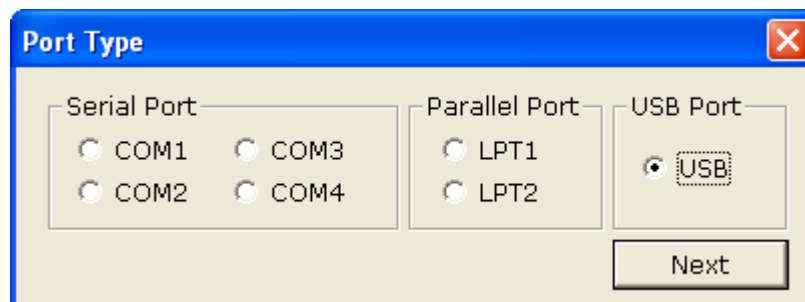 Port Type
Serial Port Parallel Port USB Port
COM1 COM3 LPT1 USB
COM2 COM4 LPT2
Next